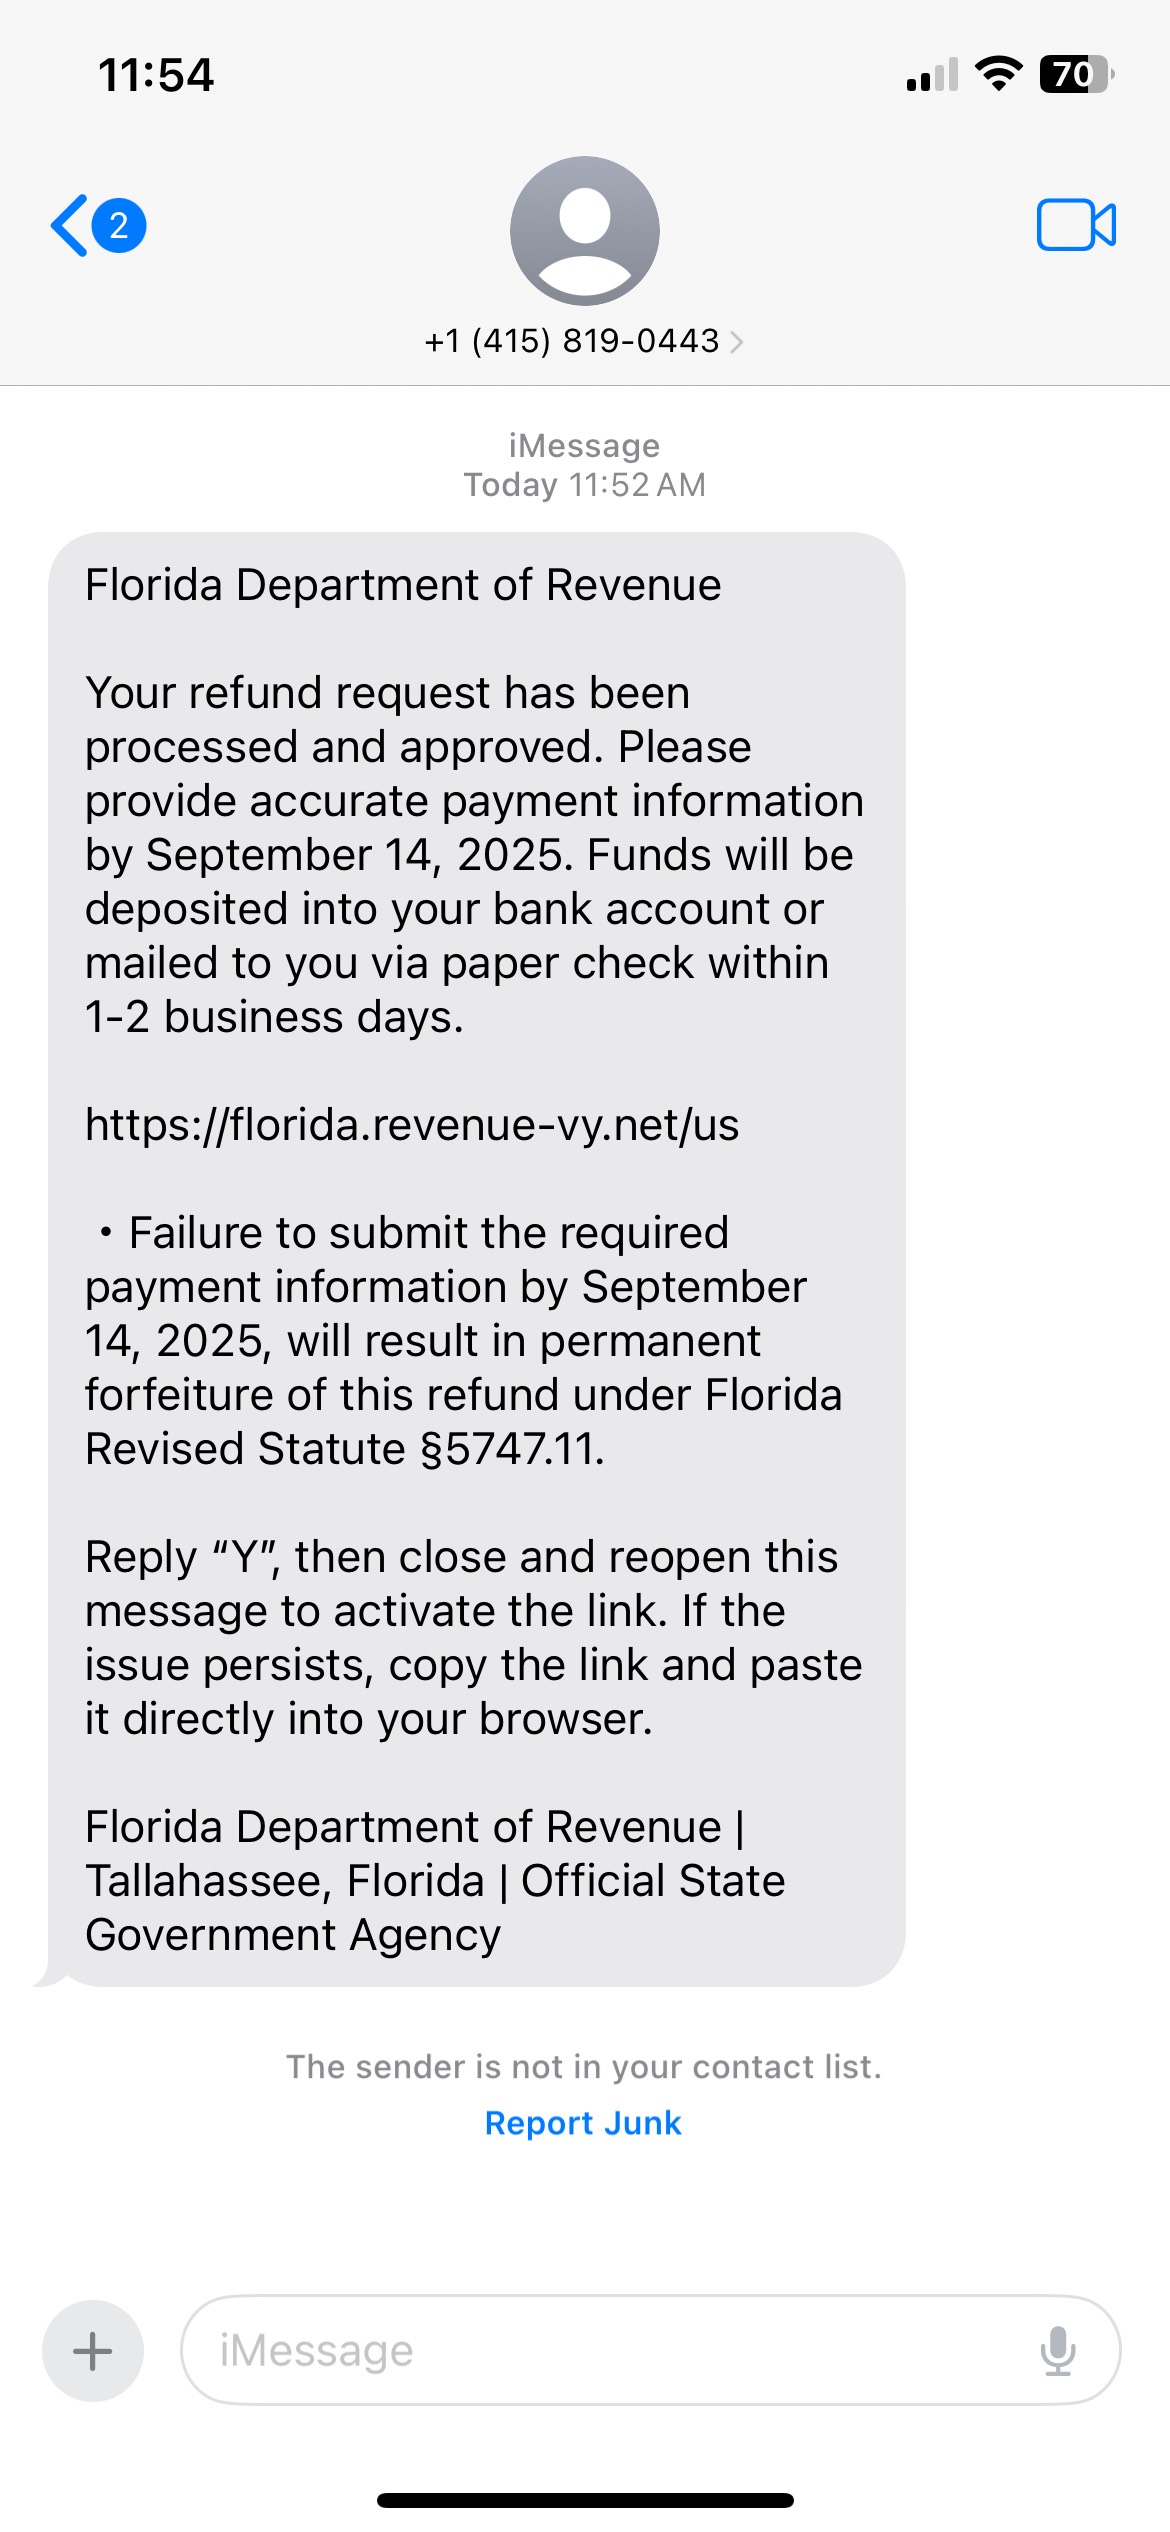 11:54
70
2
+1 (415) 819-0443
iMessage
Today 11:52 AM
Florida Department of Revenue
Your refund request has been
processed and approved. Please
provide accurate payment information
by September 14, 2025. Funds will be
deposited into your bank account or
mailed to you via paper check within
1-2 business days.
https://florida.revenue-vy.net/us
• Failure to submit the required
payment information by September
14, 2025, will result in permanent
forfeiture of this refund under Florida
Revised Statute §5747.11.
Reply “Y”, then close and reopen this
message to activate the link. If the
issue persists, copy the link and paste
it directly into your browser.
Florida Department of Revenue |
Tallahassee, Florida | Official State
Government Agency
The sender is not in your contact list.
Report Junk
iMessage